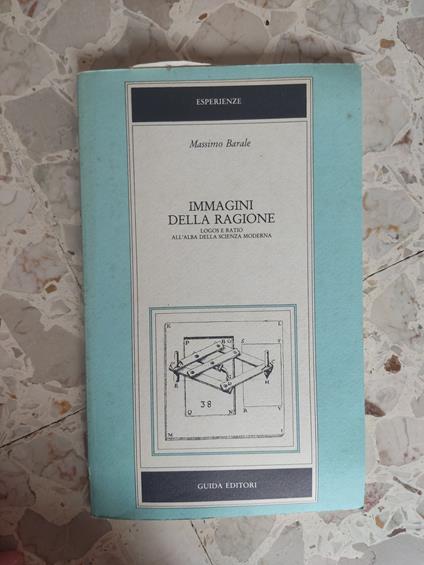 ESPERIENZE
Massimo Barale
IMMAGINI
DELLA RAGIONE
LOGOS E RATIO
ALL'ALBA DELLA SCIENZA MODERNA
K L
P B O
S T
38
Q N
R V
M I
GUIDA EDITORI